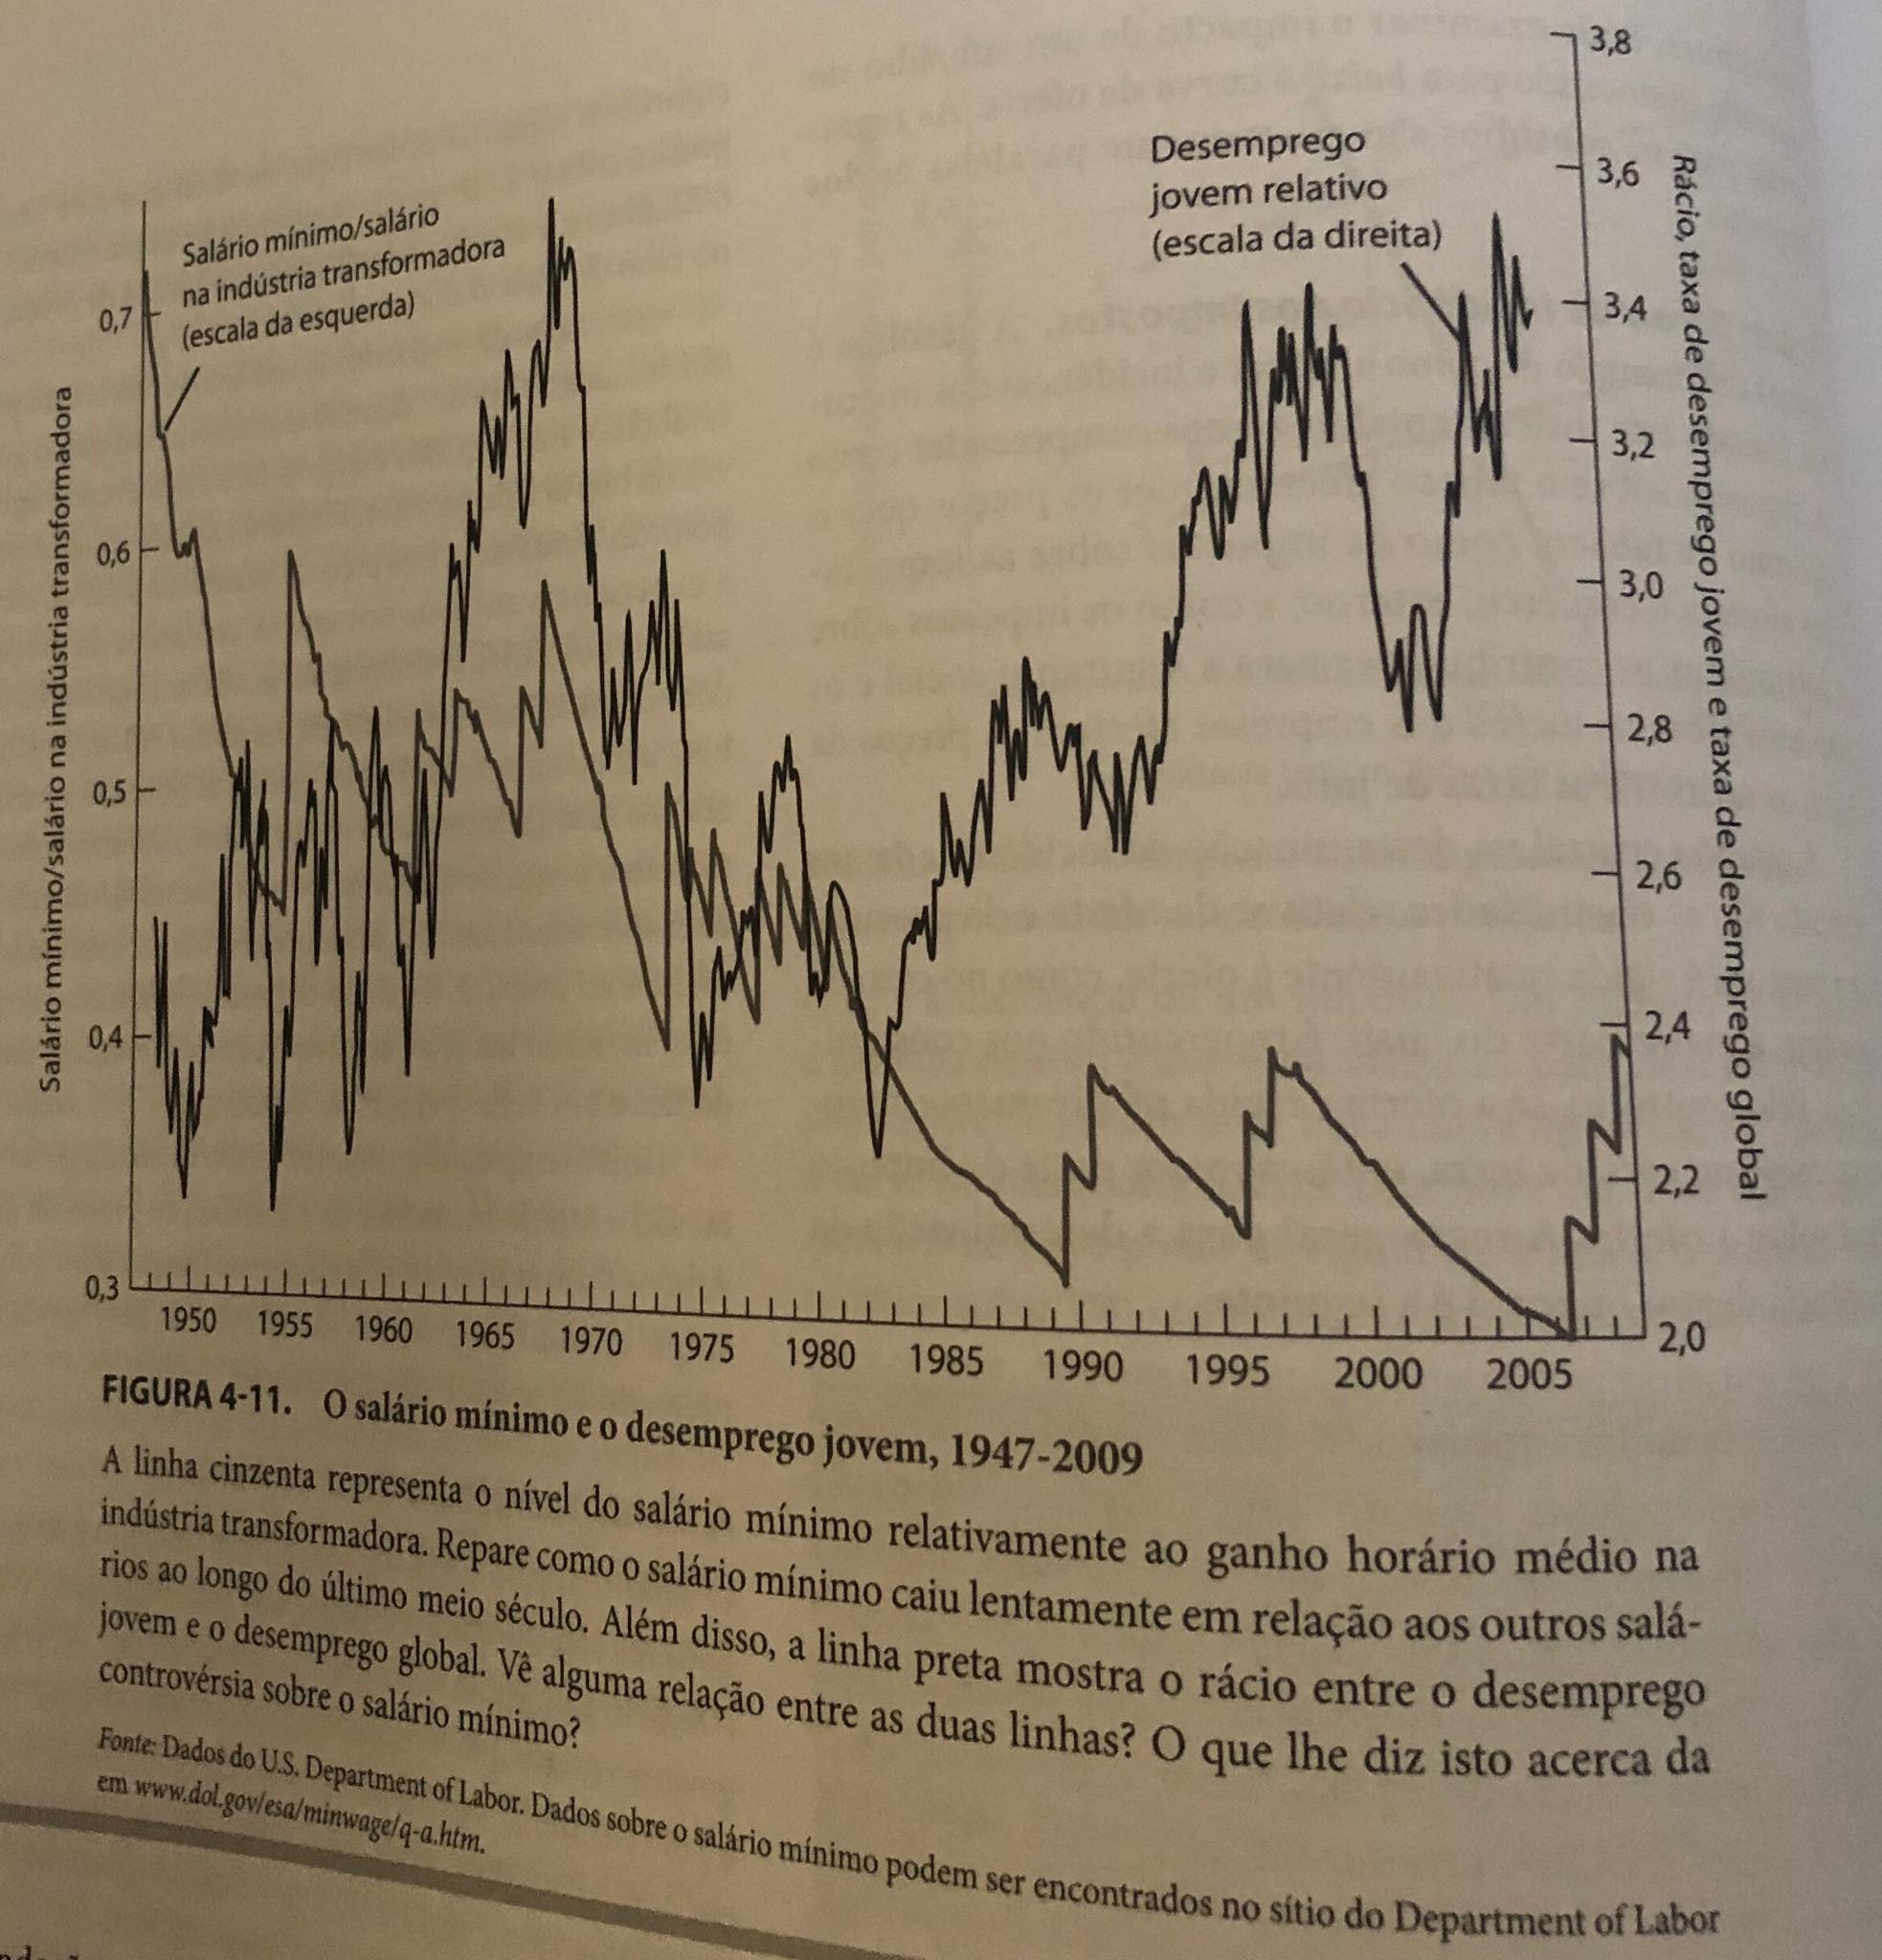 3,8
Desemprego
jovem relativo
(escala da direita)
3,6
3,4
3,2
3,0
2,8
2,6
2,4
2,2
2,0
Rácio, taxa de desemprego jovem e taxa de desemprego global
Salário mínimo/salário
na indústria transformadora
(escala da esquerda)
0,7
0,6
0,5
0,4
0,3
Salário mínimo/salário na indústria transformadora
1950 1955 1960 1965 1970 1975 1980 1985 1990 1995 2000 2005
FIGURA 4-11. O salário mínimo e o desemprego jovem, 1947-2009
A linha cinzenta representa o nível do salário mínimo relativamente ao ganho horário médio na
indústria transformadora. Repare como o salário mínimo caiu lentamente em relação aos outros salá-
rios ao longo do último meio século. Além disso, a linha preta mostra o rácio entre o desemprego
jovem e o desemprego global. Vê alguma relação entre as duas linhas? O que lhe diz isto acerca da
controvérsia sobre o salário mínimo?
Fonte: Dados do U.S. Department of Labor. Dados sobre o salário mínimo podem ser encontrados no sítio do Department of Labor
em www.dol.gov/esa/minwage/q-a.htm.